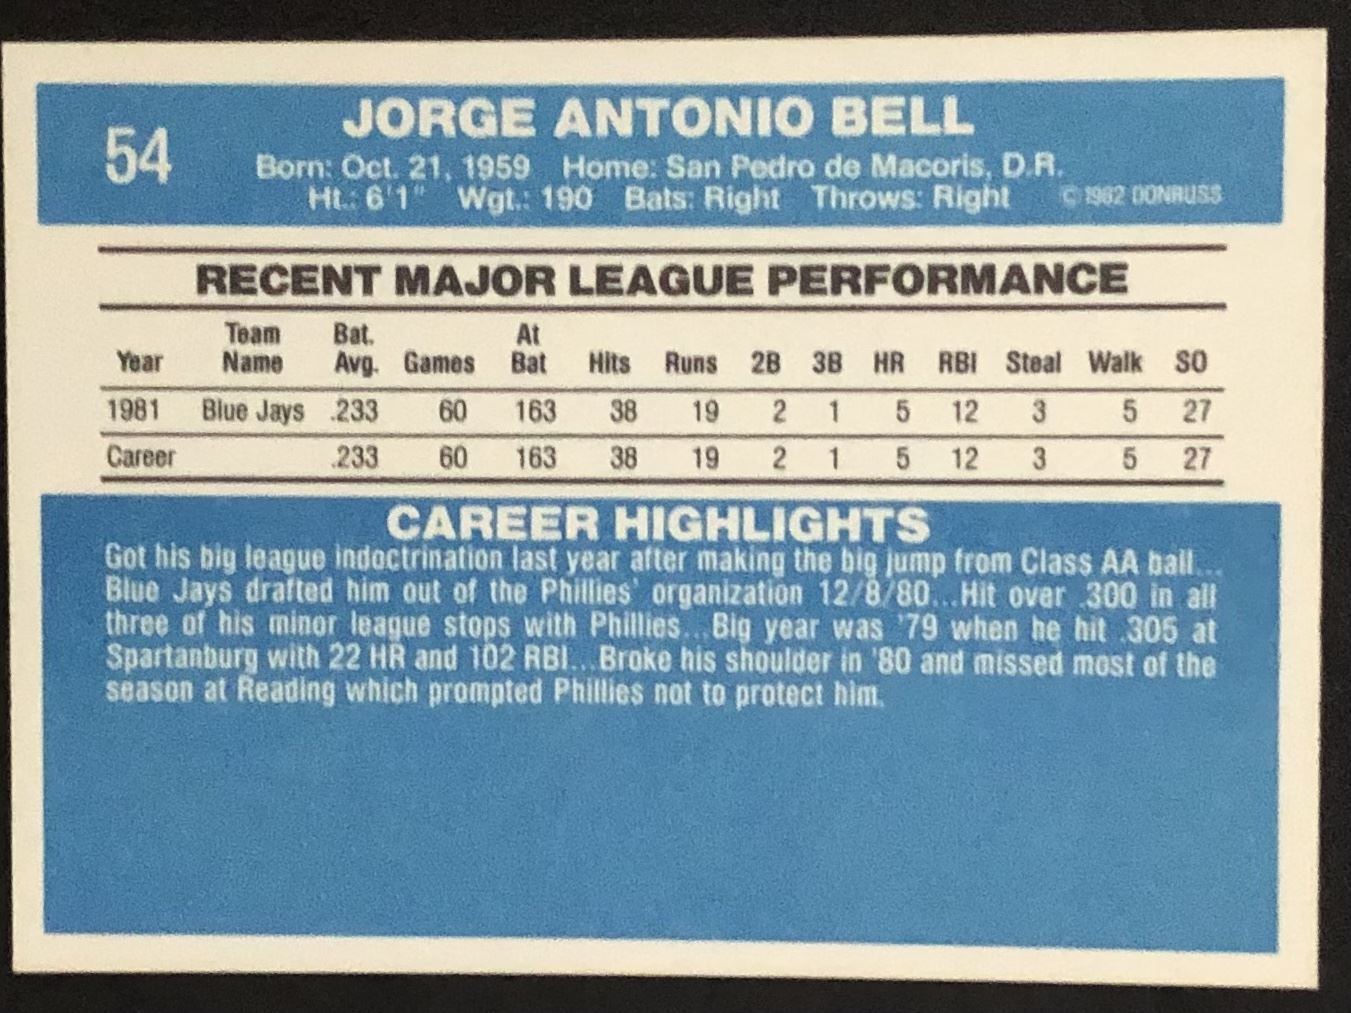 54
JORGE ANTONIO BELL
Born: Oct. 21, 1959 Home: San Pedro de Macoris, D.R.
Ht.: 6'1" Wgt.: 190 Bats: Right Throws: Right © 1982 DONRUSS
RECENT MAJOR LEAGUE PERFORMANCE
Year Team Name Bat. Avg. Games At Bat Hits Runs 2B 3B HR RBI Steal Walk SO
1981 Blue Jays .233 60 163 38 19 2 1 5 12 3 5 27
Career .233 60 163 38 19 2 1 5 12 3 5 27
CAREER HIGHLIGHTS
Got his big league indoctrination last year after making the big jump from Class AA ball...
Blue Jays drafted him out of the Phillies' organization 12/8/80...Hit over .300 in all
three of his minor league stops with Phillies...Big year was '79 when he hit .305 at
Spartanburg with 22 HR and 102 RBI...Broke his shoulder in '80 and missed most of the
season at Reading which prompted Phillies not to protect him.